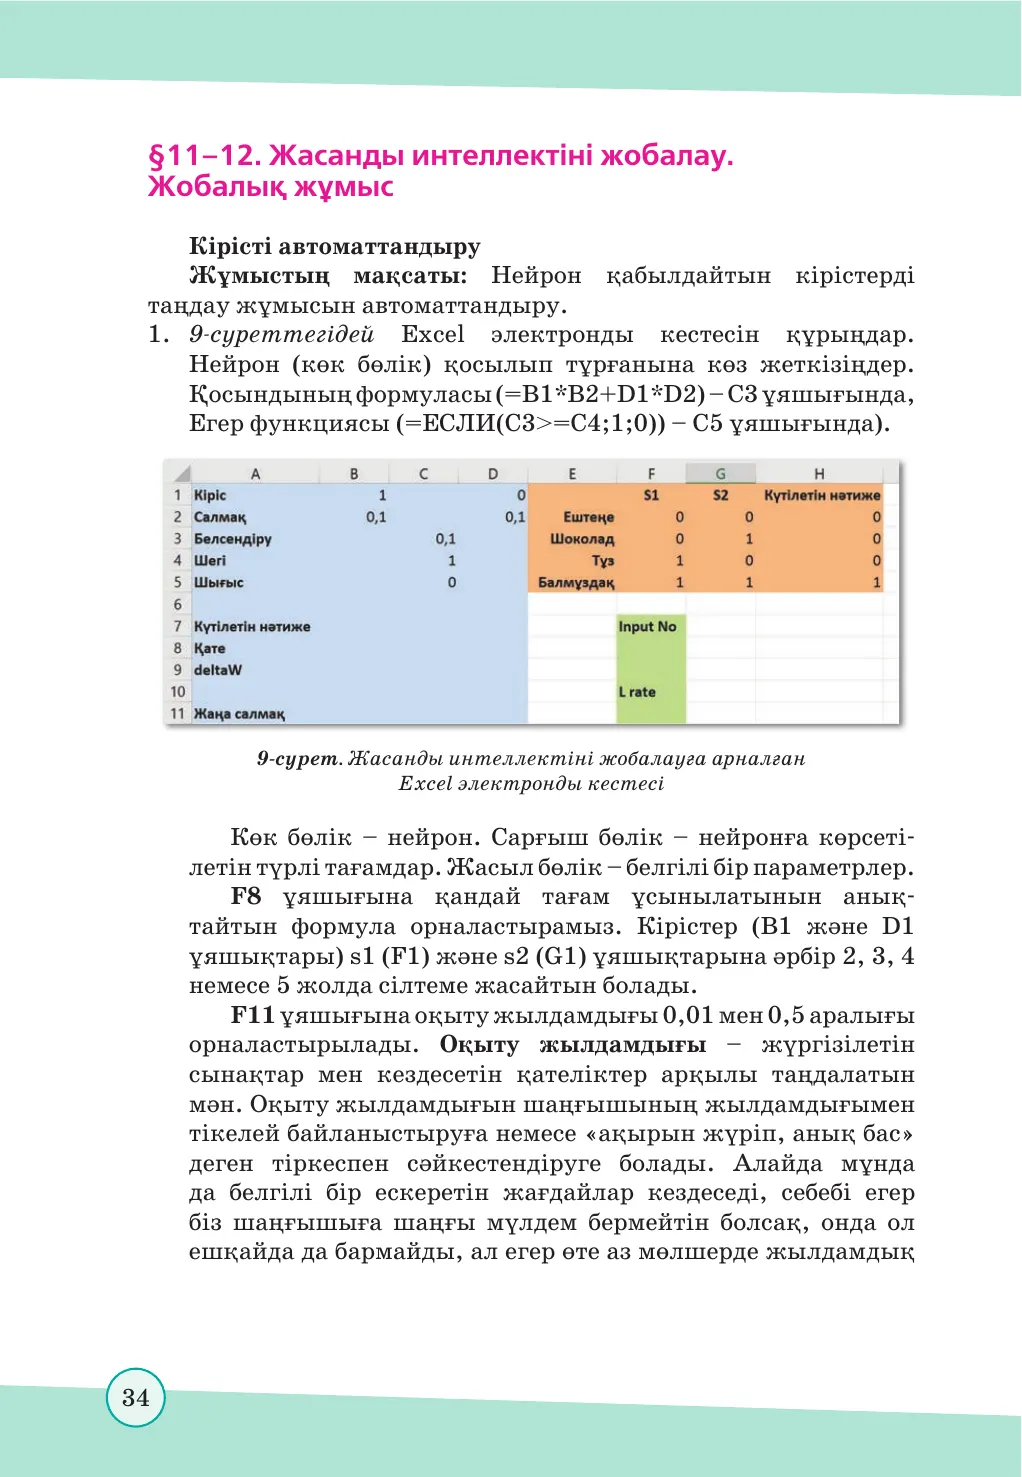 §11–12. Жасанды интеллектіні жобалау.
Жобалық жұмыс
Кірісті автоматтандыру
Жұмыстың мақсаты: Нейрон қабылдайтын кірістерді
таңдау жұмысын автоматтандыру.
1. 9-суреттегідей Excel электронды кестесін құрыңдар.
Нейрон (көк бөлік) қосылып тұрғанына көз жеткізіңдер.
Қосындының формуласы (=B1*B2+D1*D2) – C3 ұяшығында,
Егер функциясы (=ЕСЛИ(C3>=C4;1;0)) – C5 ұяшығында).
A B C D E F G H
1 Кіріс 1 0 S1 S2 Күтілетін нәтиже
2 Салмақ 0,1 0,1 Ештеңе 0 0 0
3 Белсендіру 0,1 Шоколад 0 1 0
4 Шегі 1 Тұз 1 0 0
5 Шығыс 0 Балмұздақ 1 1 1
6
7 Күтілетін нәтиже Input No
8 Қате
9 deltaW
10 L rate
11 Жаңа салмақ
9-сурет. Жасанды интеллектіні жобалауға арналған
Excel электронды кестесі
Көк бөлік – нейрон. Сарғыш бөлік – нейронға көрсеті-
летін түрлі тағамдар. Жасыл бөлік – белгілі бір параметрлер.
F8 ұяшығына қандай тағам ұсынылатынын анық-
тайтын формула орналастырамыз. Кірістер (B1 және D1
ұяшықтары) s1 (F1) және s2 (G1) ұяшықтарына әрбір 2, 3, 4
немесе 5 жолда сілтеме жасайтын болады.
F11 ұяшығына оқыту жылдамдығы 0,01 мен 0,5 аралығы
орналастырылады. Оқыту жылдамдығы – жүргізілетін
сынақтар мен кездесетін қателіктер арқылы таңдалатын
мән. Оқыту жылдамдығын шаңғышының жылдамдығымен
тікелей байланыстыруға немесе «ақырын жүріп, анық бас»
деген тіркеспен сәйкестендіруге болады. Алайда мұнда
да белгілі бір ескеретін жағдайлар кездеседі, себебі егер
біз шаңғышыға шаңғы мүлдем бермейтін болсақ, онда ол
ешқайда да бармайды, ал егер өте аз мөлшерде жылдамдық
34